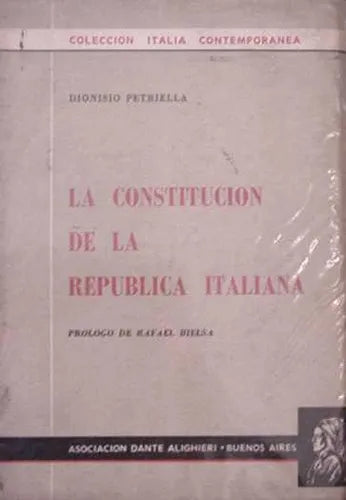 COLECCION ITALIA CONTEMPORANEA
DIONISIO PETRIELLA
LA CONSTITUCION
DE LA
REPUBLICA ITALIANA
PROLOGO DE RAFAEL BIELSA
ASOCIACION DANTE ALIGHIERI • BUENOS AIRES